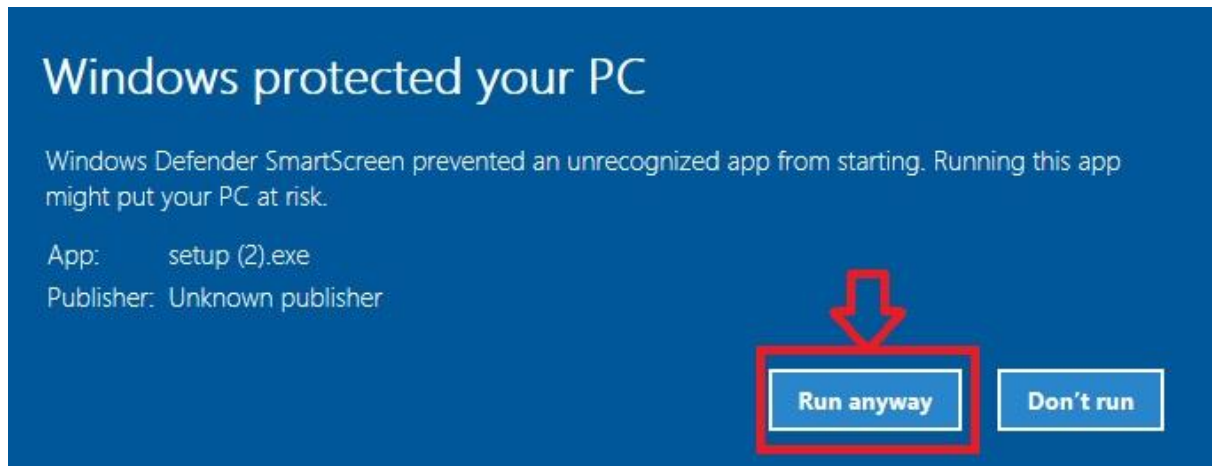 Windows protected your PC
Windows Defender SmartScreen prevented an unrecognized app from starting. Running this app
might put your PC at risk.
App: setup (2).exe
Publisher: Unknown publisher
Run anyway Don't run